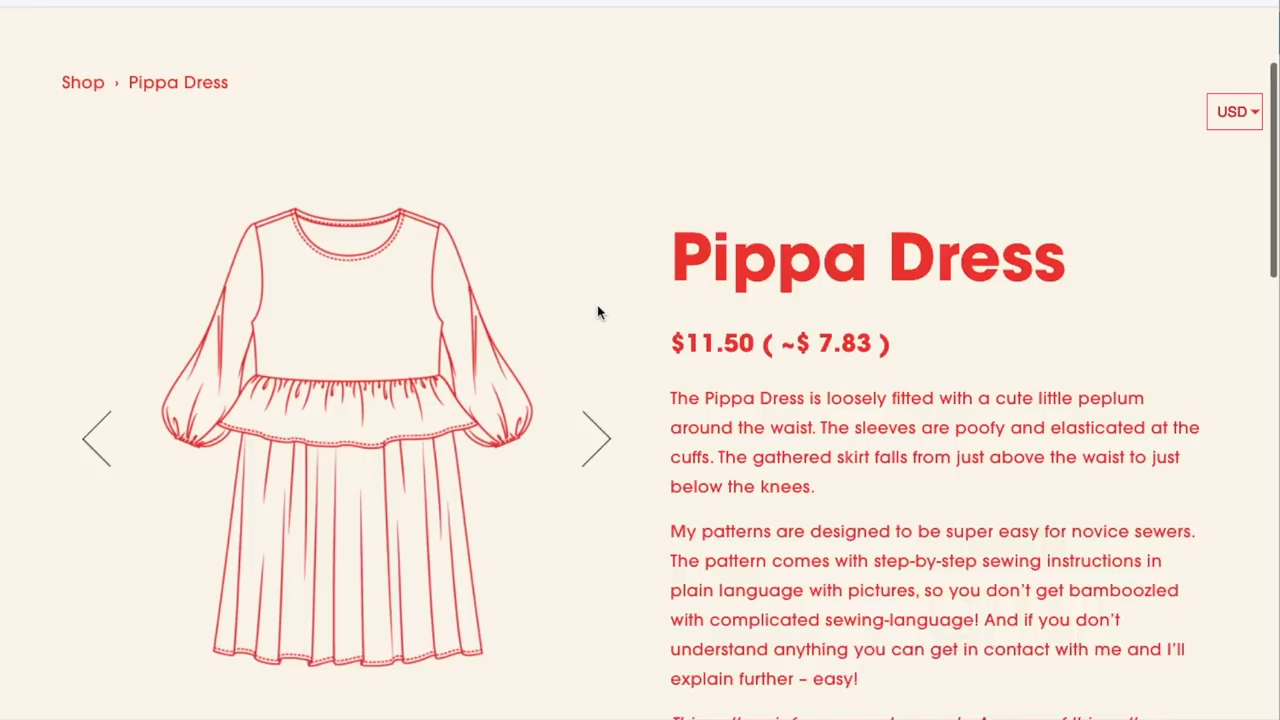 Shop › Pippa Dress
USD
Pippa Dress
$11.50 ( ~$ 7.83 )
The Pippa Dress is loosely fitted with a cute little peplum
around the waist. The sleeves are poofy and elasticated at the
cuffs. The gathered skirt falls from just above the waist to just
below the knees.
My patterns are designed to be super easy for novice sewers.
The pattern comes with step-by-step sewing instructions in
plain language with pictures, so you don't get bamboozled
with complicated sewing-language! And if you don't
understand anything you can get in contact with me and I'll
explain further – easy!